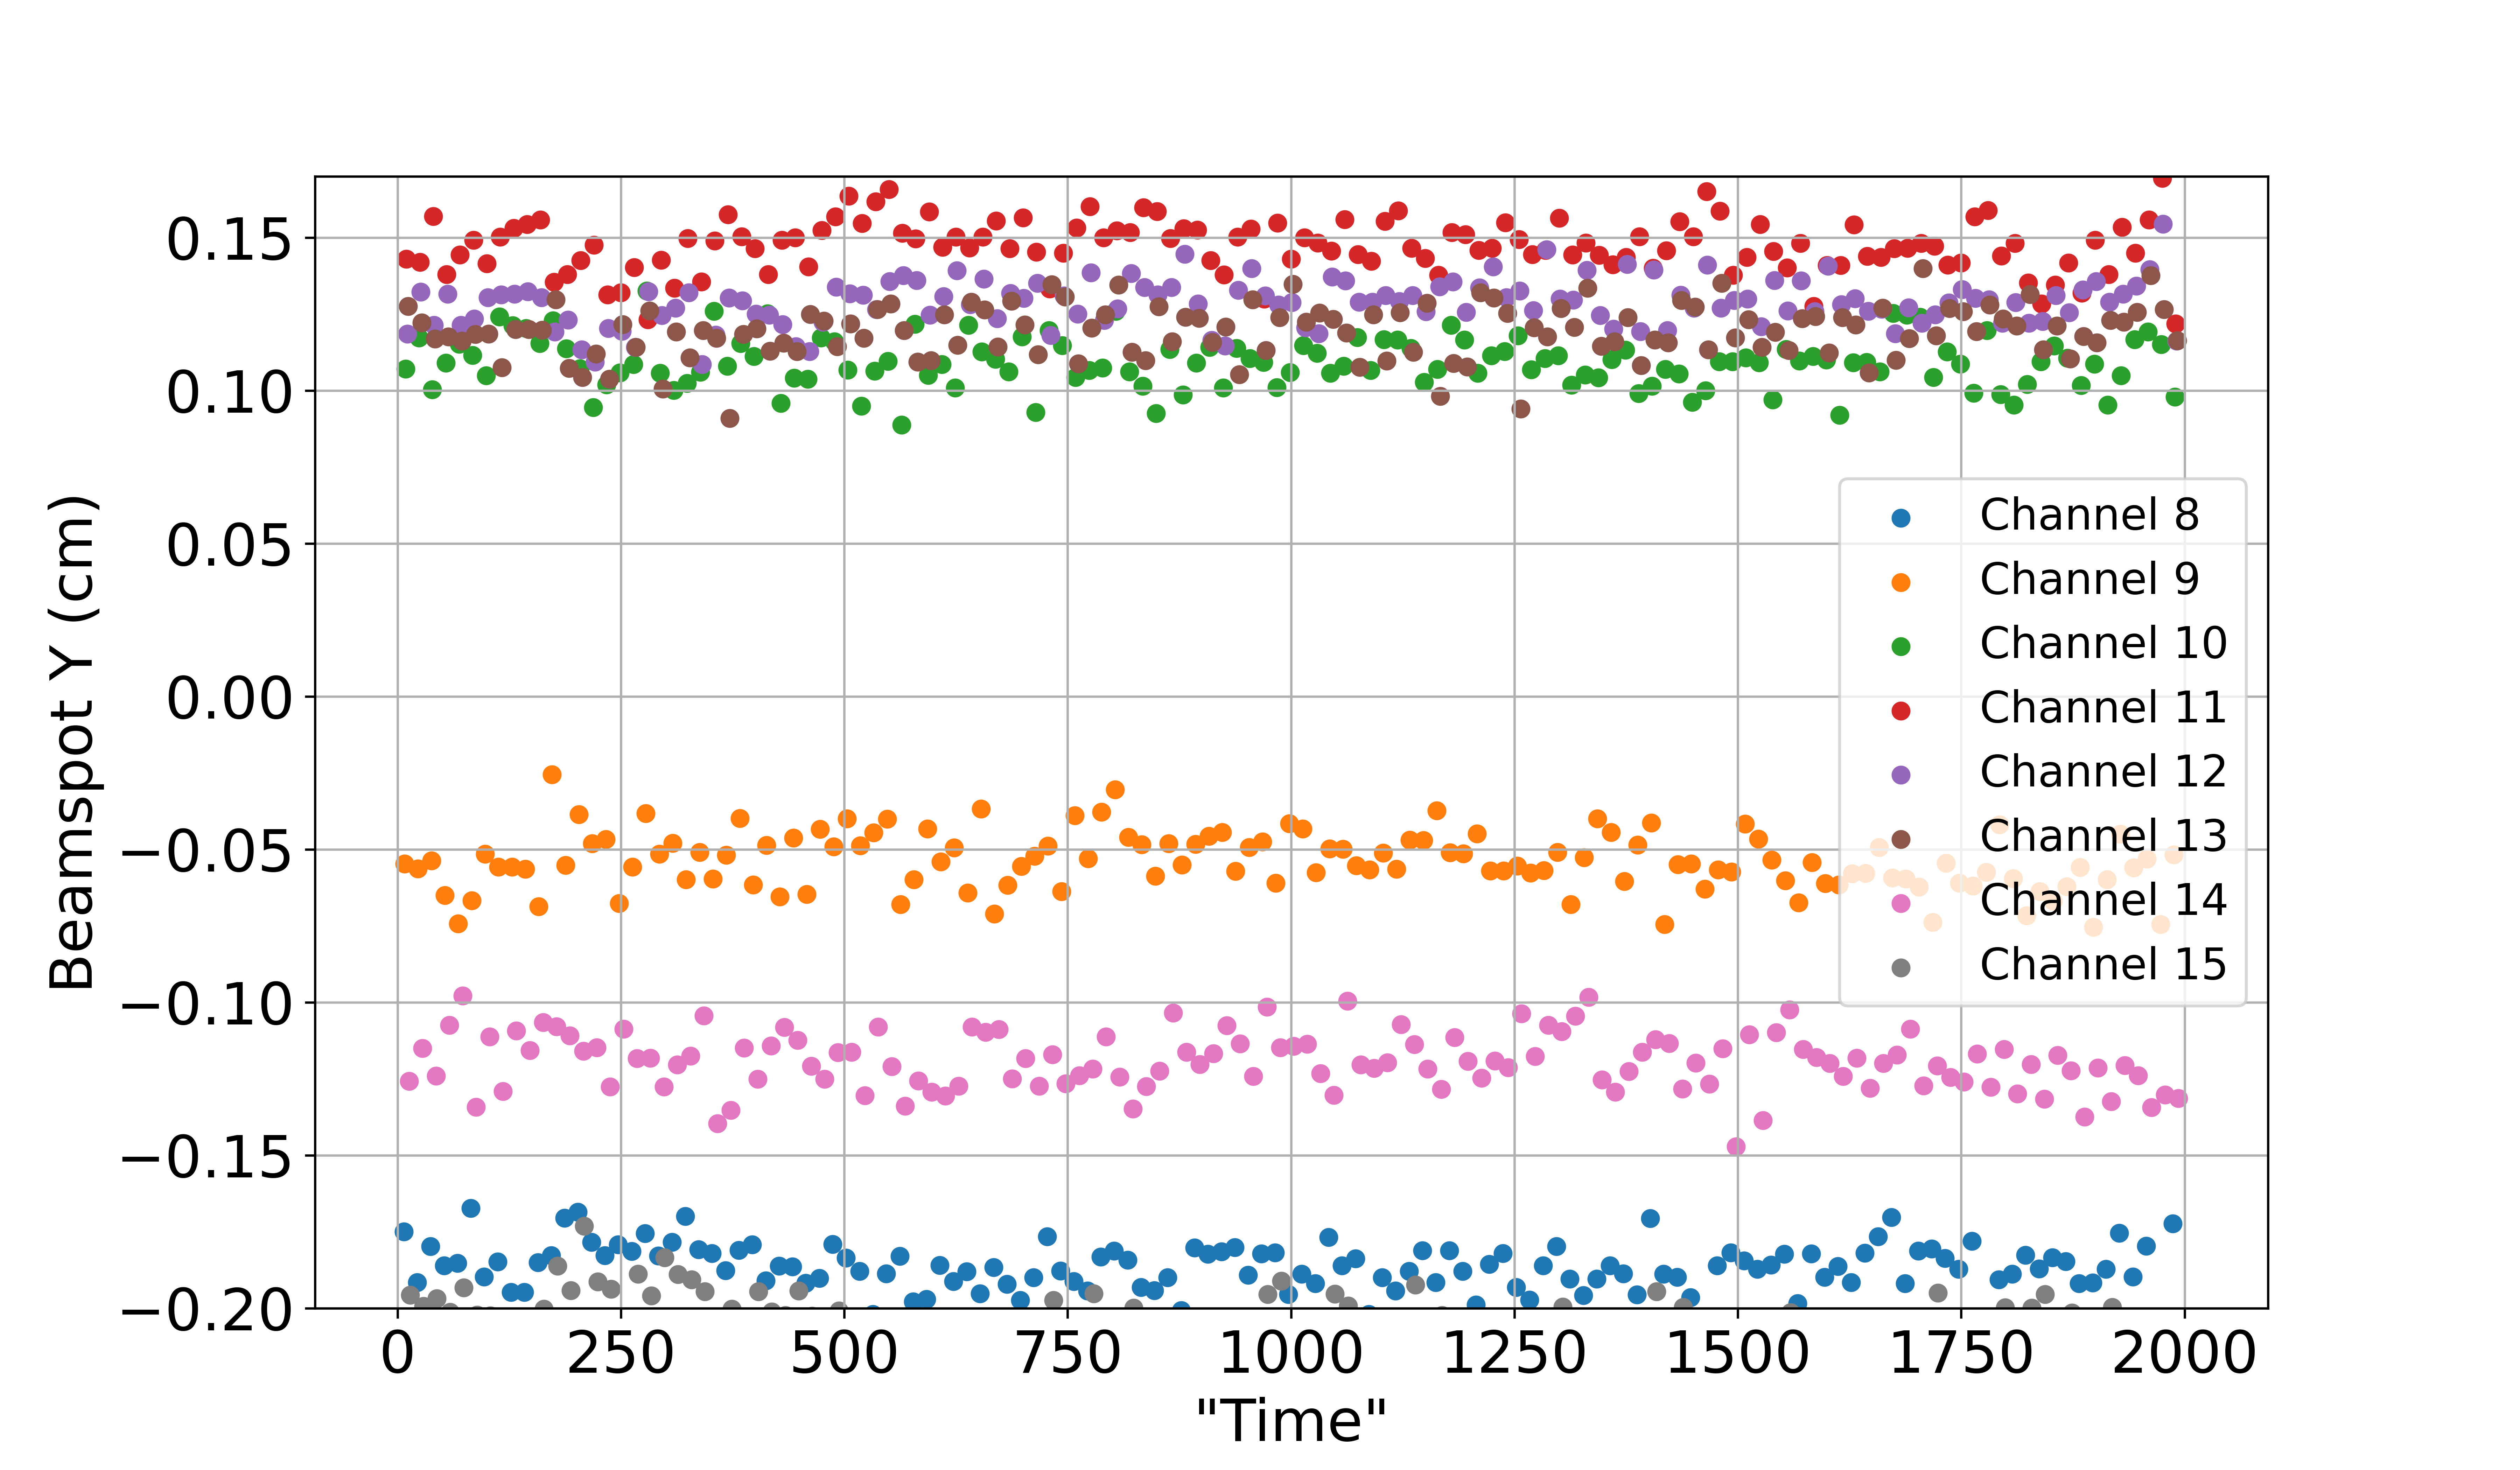 0.15
0.10
0.05
0.00
−0.05
−0.10
−0.15
−0.20
Beamspot Y (cm)
Channel 8
Channel 9
Channel 10
Channel 11
Channel 12
Channel 13
Channel 14
Channel 15
0 250 500 750 1000 1250 1500 1750 2000
"Time"